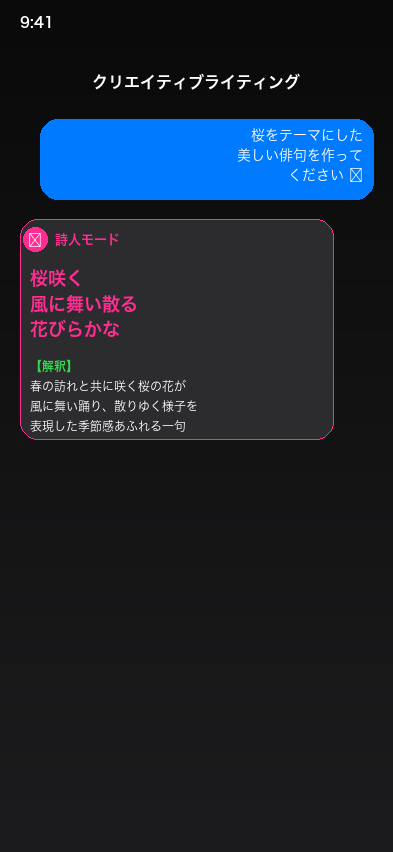 9:41
クリエイティブライティング
桜をテーマにした
美しい俳句を作って
ください
詩人モード
桜咲く
風に舞い散る
花びらかな
【解釈】
春の訪れと共に咲く桜の花が
風に舞い踊り、散りゆく様子を
表現した季節感あふれる一句